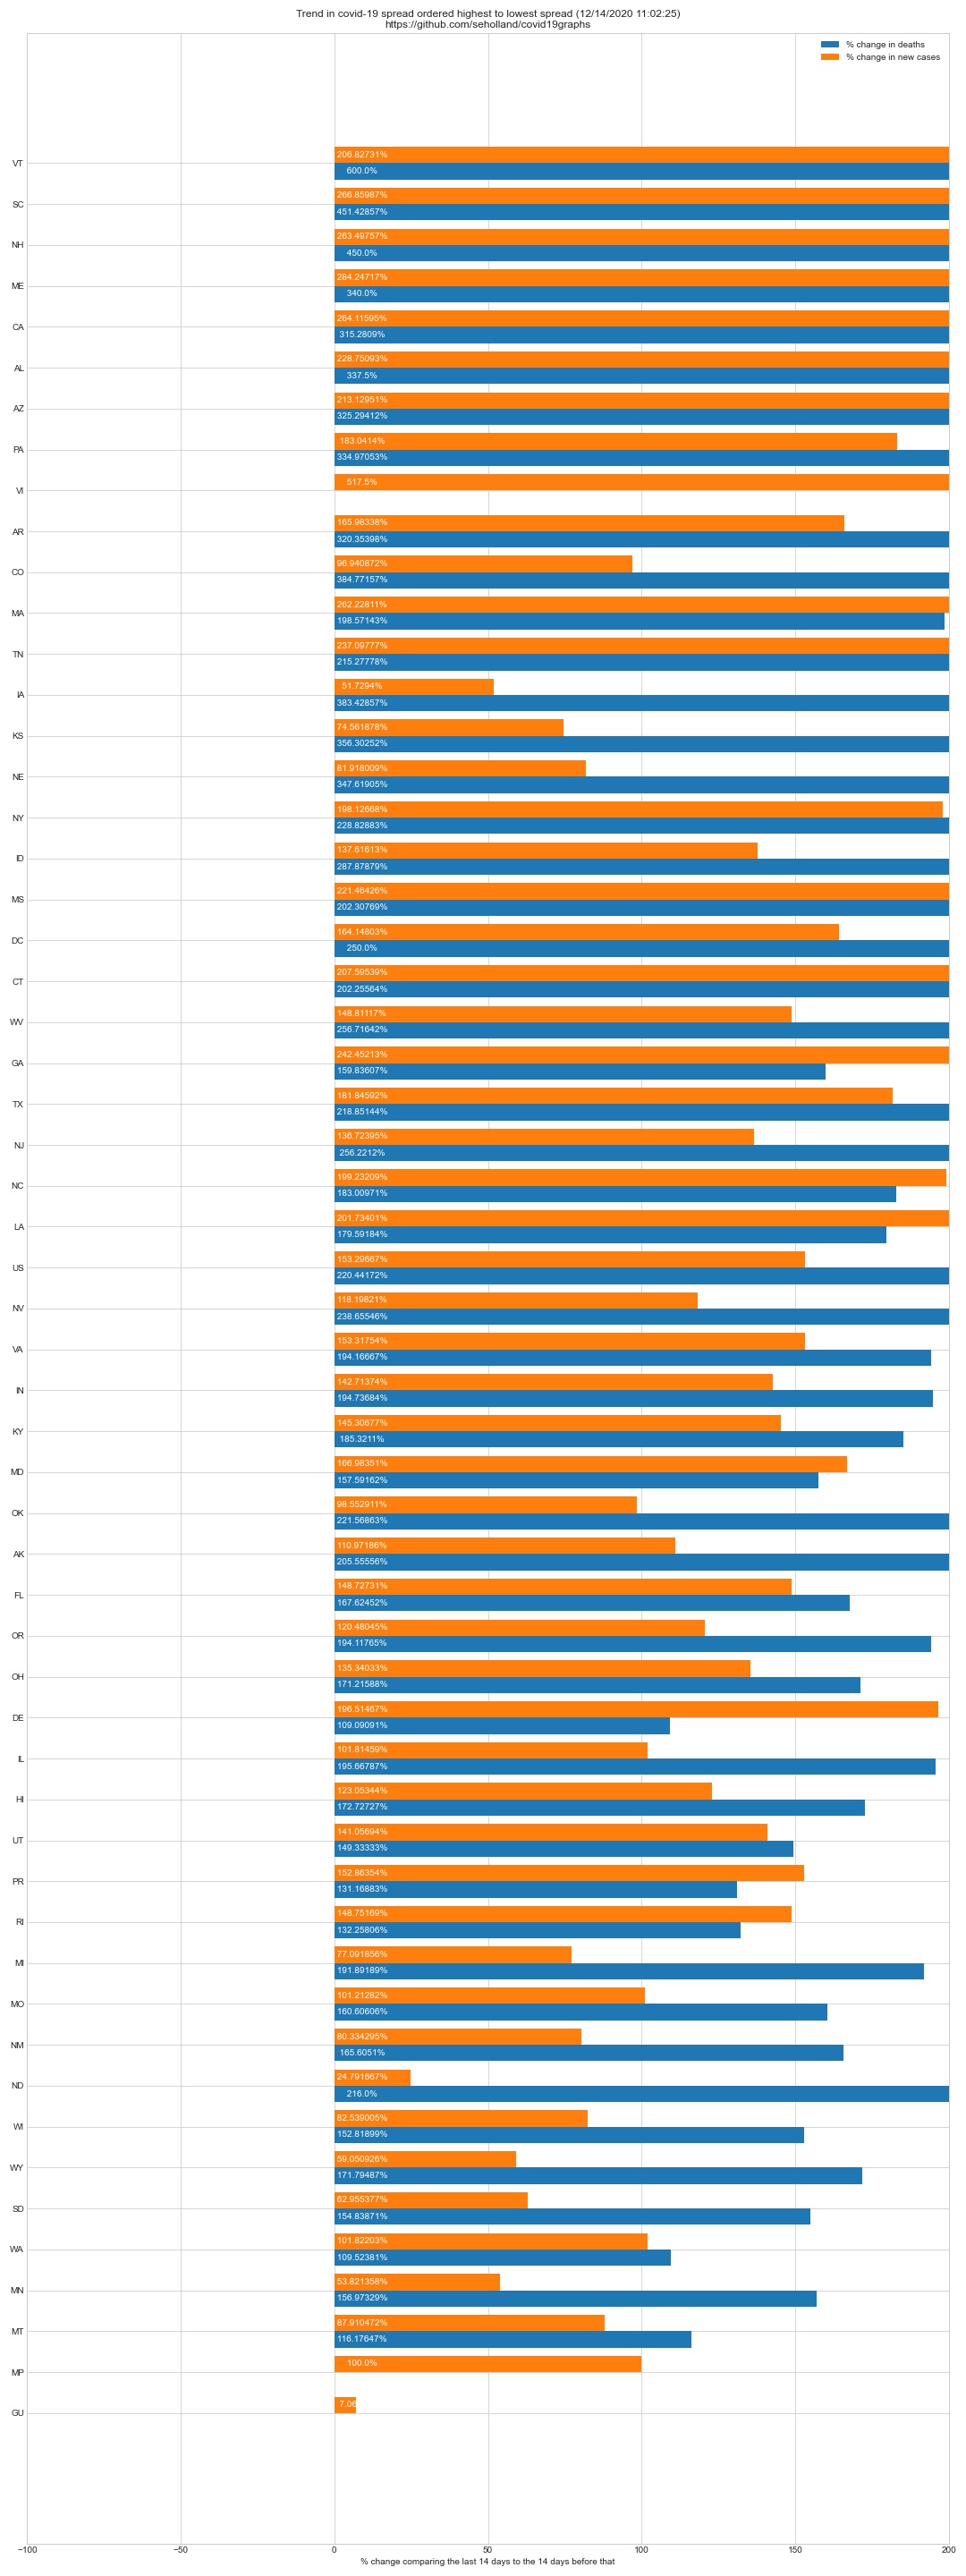 Trend in covid-19 spread ordered highest to lowest spread (12/14/2020 11:02:25)
https://github.com/seholland/covid19graphs
% change in deaths
% change in new cases
206.82731%
VT
600.0%
266.85987%
SC
451.42857%
263.49757%
NH
450.0%
284.24717%
ME
340.0%
264.11595%
CA
315.2809%
228.75093%
AL
337.5%
213.12951%
AZ
325.29412%
183.0414%
PA
334.97053%
517.5%
VI
165.98338%
AR
320.35398%
96.940872%
CO
384.77157%
262.22811%
MA
198.57143%
237.09777%
TN
215.27778%
51.7294%
IA
383.42857%
74.561878%
KS
356.30252%
81.918009%
NE
347.61905%
198.12668%
NY
228.82883%
137.61613%
ID
287.87879%
221.46426%
MS
202.30769%
164.14803%
DC
250.0%
207.59539%
CT
202.25564%
148.81117%
WV
256.71642%
242.45213%
GA
159.83607%
181.84592%
TX
218.85144%
136.72395%
NJ
256.2212%
199.23209%
NC
183.00971%
201.73401%
LA
179.59184%
153.29667%
US
220.44172%
118.19821%
NV
238.65546%
153.31754%
VA
194.16667%
142.71374%
IN
194.73684%
145.30677%
KY
185.3211%
166.98351%
MD
157.59162%
98.552911%
OK
221.56863%
110.97186%
AK
205.55556%
148.72731%
FL
167.62452%
120.48045%
OR
194.11765%
135.34033%
OH
171.21588%
196.51467%
DE
109.09091%
101.81459%
IL
195.66787%
123.05344%
HI
172.72727%
141.05694%
UT
149.33333%
152.86354%
PR
131.16883%
148.75169%
RI
132.25806%
77.091856%
MI
191.89189%
101.21282%
MO
160.60606%
80.334295%
NM
165.6051%
24.791667%
ND
216.0%
82.539005%
WI
152.81899%
59.050926%
WY
171.79487%
62.955377%
SD
154.83871%
101.82203%
WA
109.52381%
53.821358%
MN
156.97329%
87.910472%
MT
116.17647%
100.0%
MP
GU
−100 −50 0 50 100 150 200
% change comparing the last 14 days to the 14 days before that